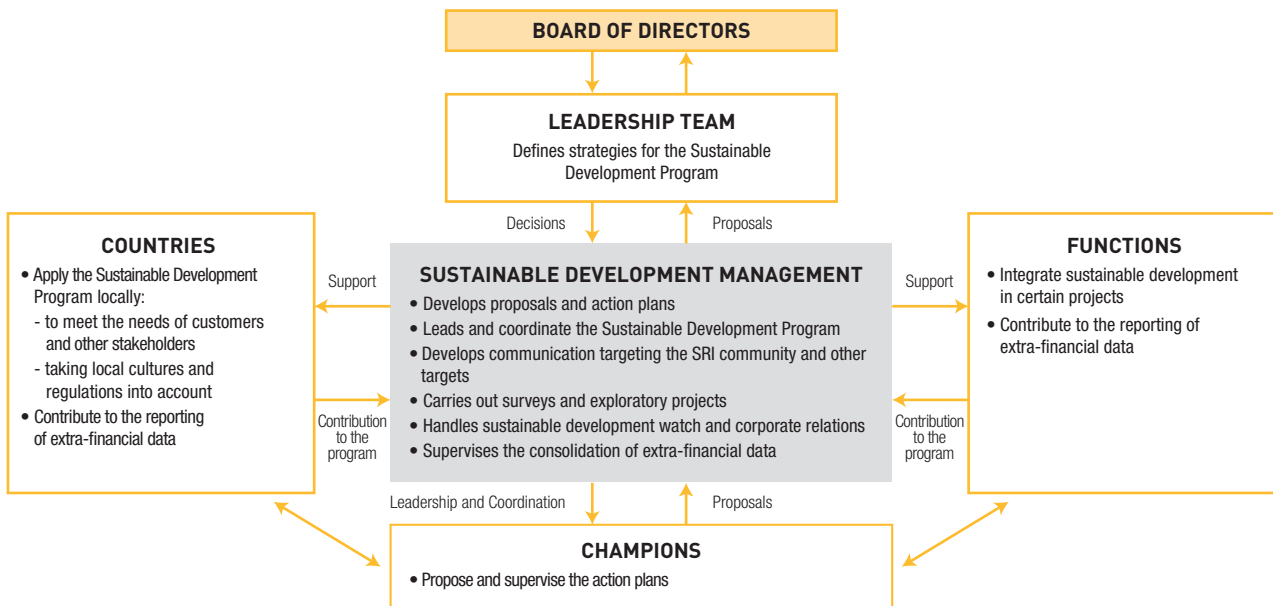 BOARD OF DIRECTORS
LEADERSHIP TEAM
Defines strategies for the Sustainable
Development Program
Decisions
Proposals
COUNTRIES
• Apply the Sustainable Development
Program locally:
- to meet the needs of customers
and other stakeholders
- taking local cultures and
regulations into account
• Contribute to the reporting
of extra-financial data
Support
Contribution
to the
program
SUSTAINABLE DEVELOPMENT MANAGEMENT
• Develops proposals and action plans
• Leads and coordinate the Sustainable Development Program
• Develops communication targeting the SRI community and other
targets
• Carries out surveys and exploratory projects
• Handles sustainable development watch and corporate relations
• Supervises the consolidation of extra-financial data
Support
Contribution
to the
program
FUNCTIONS
• Integrate sustainable development
in certain projects
• Contribute to the reporting of
extra-financial data
Leadership and Coordination
Proposals
CHAMPIONS
• Propose and supervise the action plans